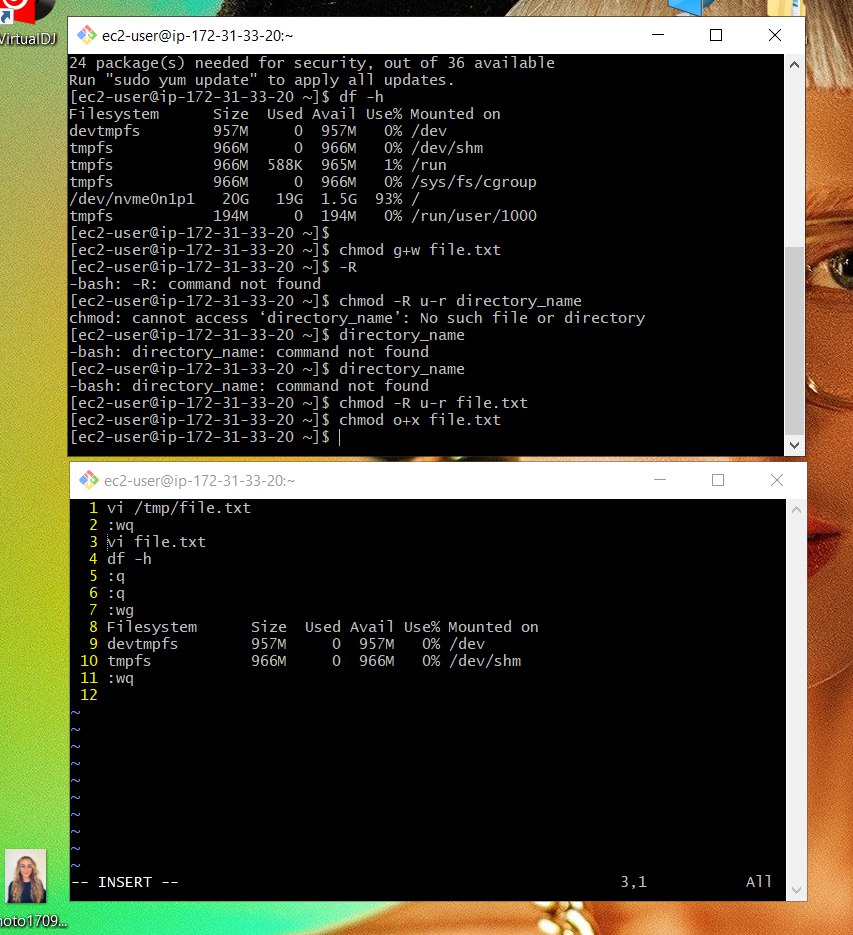 VirtualDJ
ec2-user@ip-172-31-33-20:~
24 package(s) needed for security, out of 36 available
Run "sudo yum update" to apply all updates.
[ec2-user@ip-172-31-33-20 ~]$ df -h
Filesystem      Size  Used Avail Use% Mounted on
devtmpfs        957M     0  957M   0% /dev
tmpfs           966M     0  966M   0% /dev/shm
tmpfs           966M  588K  965M   1% /run
tmpfs           966M     0  966M   0% /sys/fs/cgroup
/dev/nvme0n1p1   20G   19G  1.5G  93% /
tmpfs           194M     0  194M   0% /run/user/1000
[ec2-user@ip-172-31-33-20 ~]$
[ec2-user@ip-172-31-33-20 ~]$ chmod g+w file.txt
[ec2-user@ip-172-31-33-20 ~]$ -R
-bash: -R: command not found
[ec2-user@ip-172-31-33-20 ~]$ chmod -R u-r directory_name
chmod: cannot access ‘directory_name’: No such file or directory
[ec2-user@ip-172-31-33-20 ~]$ directory_name
-bash: directory_name: command not found
[ec2-user@ip-172-31-33-20 ~]$ directory_name
-bash: directory_name: command not found
[ec2-user@ip-172-31-33-20 ~]$ chmod -R u-r file.txt
[ec2-user@ip-172-31-33-20 ~]$ chmod o+x file.txt
[ec2-user@ip-172-31-33-20 ~]$
ec2-user@ip-172-31-33-20:~
1 vi /tmp/file.txt
2 :wq
3 vi file.txt
4 df -h
5 :q
6 :q
7 :wg
8 Filesystem      Size  Used Avail Use% Mounted on
9 devtmpfs        957M     0  957M   0% /dev
10 tmpfs           966M     0  966M   0% /dev/shm
11 :wq
12
~
~
~
~
~
~
~
~
~
~
-- INSERT --                                                 3,1           All
hoto1709...